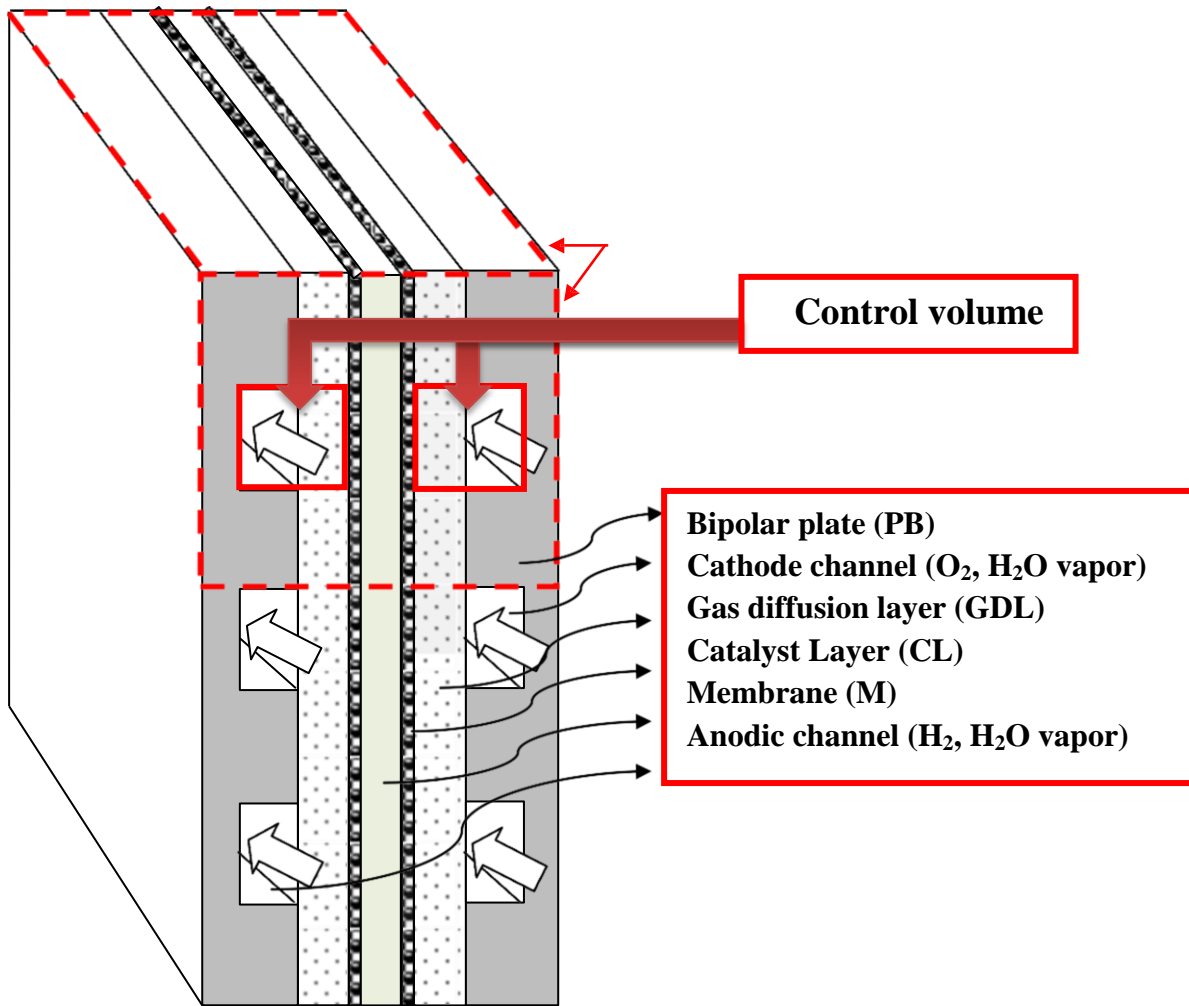 Control volume
Bipolar plate (PB)
Cathode channel (O₂, H₂O vapor)
Gas diffusion layer (GDL)
Catalyst Layer (CL)
Membrane (M)
Anodic channel (H₂, H₂O vapor)